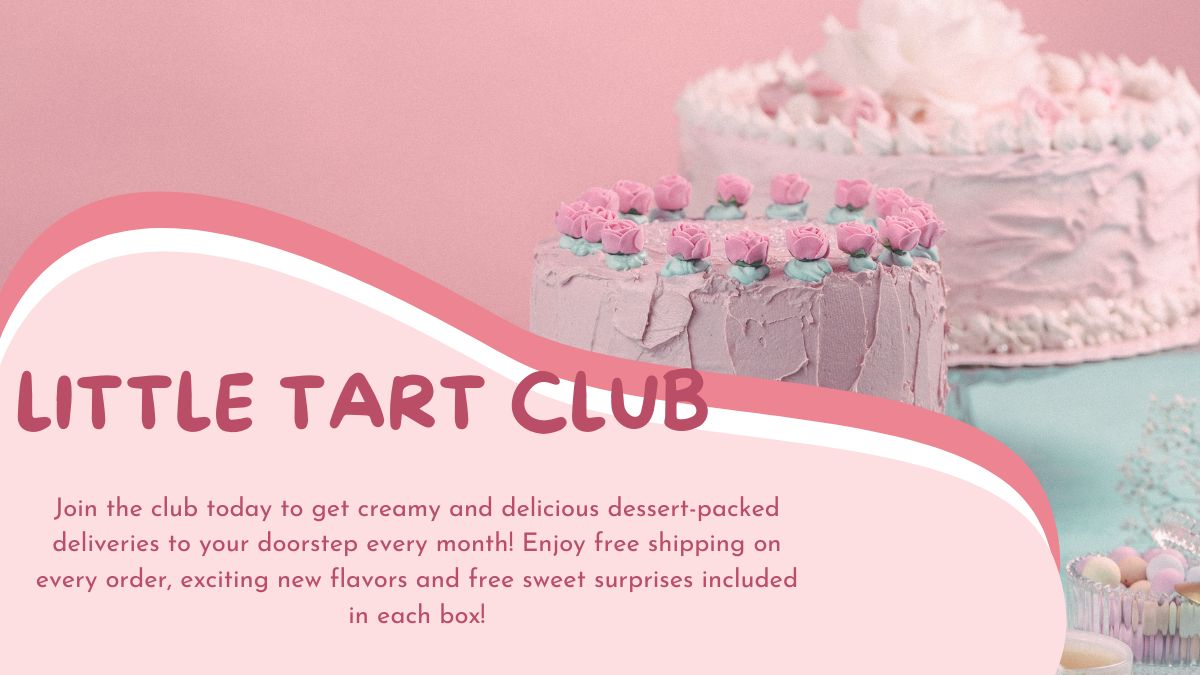 LITTLE TART CLUB
Join the club today to get creamy and delicious dessert-packed
deliveries to your doorstep every month! Enjoy free shipping on
every order, exciting new flavors and free sweet surprises included
in each box!